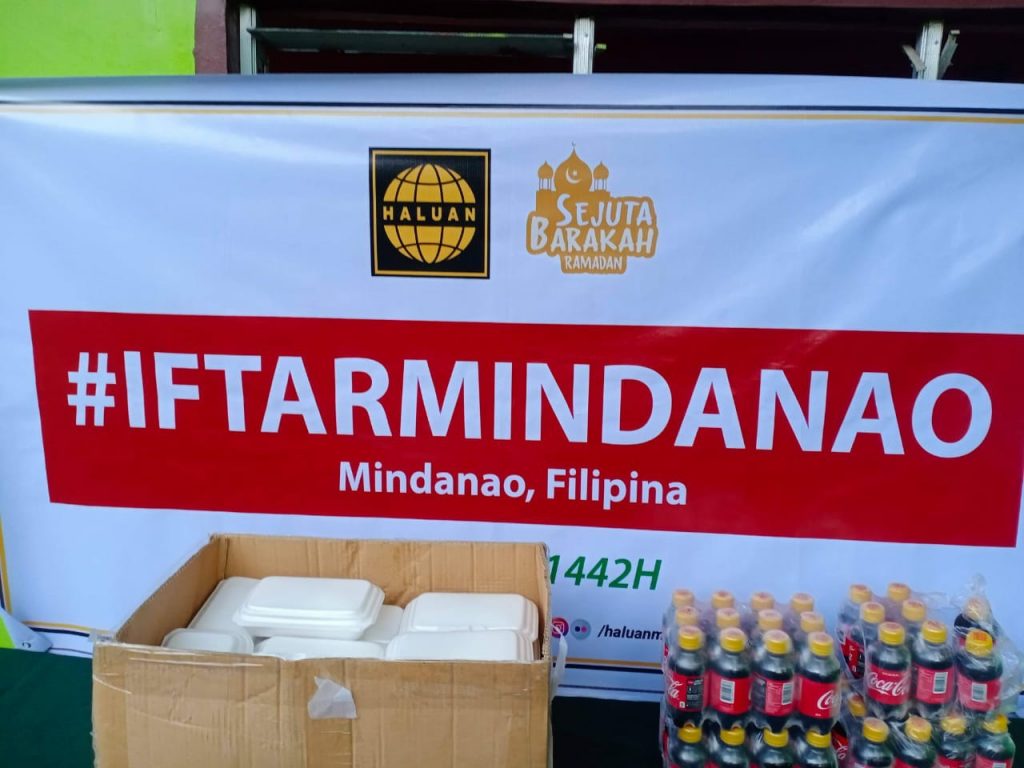 HALUAN
SEJUTA
BARAKAH
RAMADAN
#IFTARMINDANAO
Mindanao, Filipina
1442H
/haluanm
Coca-Cola